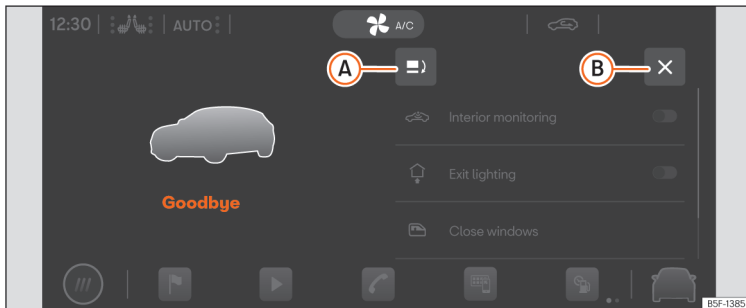 12:30 AUTO A/C
A B
Interior monitoring
Exit lighting
Goodbye
Close windows
B5F-1385